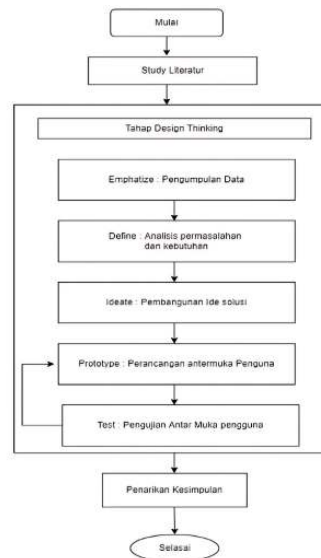 Mulai
Study Literatur
Tahap Design Thinking
Emphatize : Pengumpulan Data
Define : Analisis permasalahan
dan kebutuhan
Ideate : Pembangunan Ide solusi
Prototype : Perancangan antermuka Penguna
Test : Pengujian Antar Muka pengguna
Penarikan Kesimpulan
Selasai